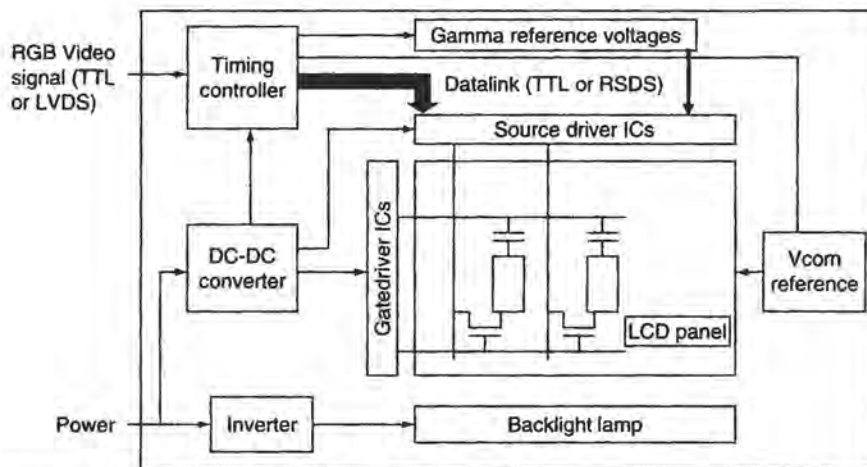 RGB Video
signal (TTL
or LVDS)
Timing
controller
Gamma reference voltages
Datalink (TTL or RSDS)
Source driver ICs
DC-DC
converter
Gatedriver ICs
Vcom
reference
LCD panel
Power
Inverter
Backlight lamp